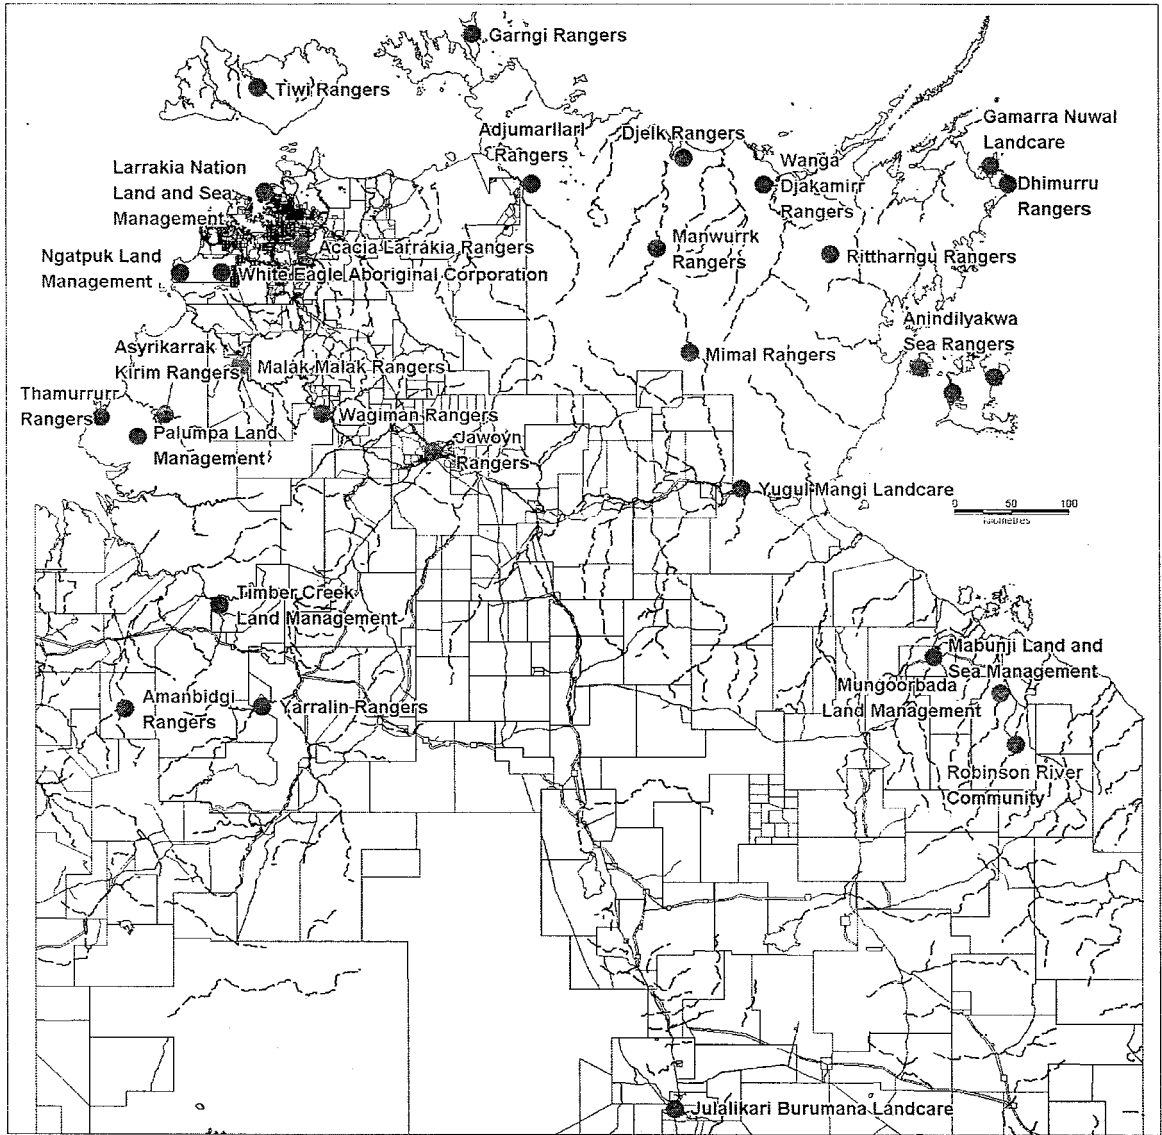 Garngi Rangers
Tiwi Rangers
Adjumarllarl
Rangers
Djelk Rangers
Gamarra Nuwal
Landcare
Larrakia Nation
Land and Sea
Management
Wanga
Djakamirr
Rangers
Dhimurru
Rangers
Acacia Larrakia Rangers
Manwurrk
Rangers
Rittharngu Rangers
Ngatpuk Land
Management
White Eagle Aboriginal Corporation
Anindilyakwa
Sea Rangers
Asyrikarrak
Kirim Rangers
Malak Malak Rangers
Mimal Rangers
Thamurrurr
Rangers
Wagiman Rangers
Palumpa Land
Management
Jawoyn
Rangers
Yugul Mangi Landcare
0 50 100
kilometres
Timber Creek
Land Management
Mabunji Land and
Sea Management
Mungoorbada
Land Management
Amanbidgi
Rangers
Yarralin Rangers
Robinson River
Community
Julalikari Burumana Landcare